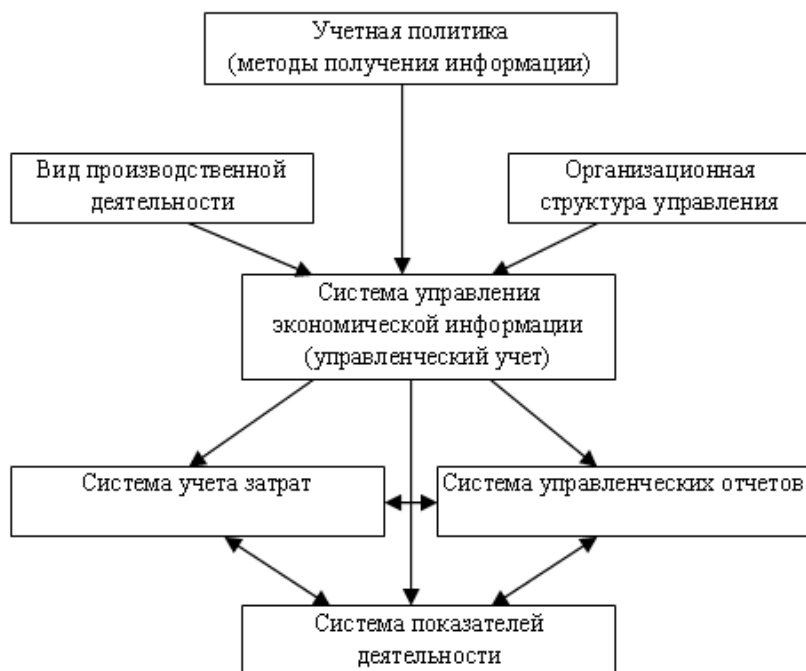 Учетная политика
(методы получения информации)
Вид производственной
деятельности
Организационная
структура управления
Система управления
экономической информации
(управленческий учет)
Система учета затрат
Система управленческих отчетов
Система показателей
деятельности